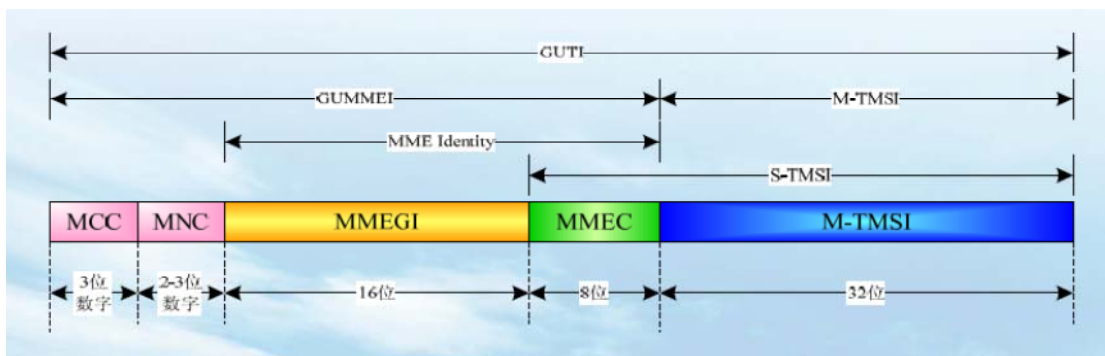 GUTI
GUMMEI
M-TMSI
MME Identity
S-TMSI
MCC
MNC
MMEGI
MMEC
M-TMSI
3位
数字
2-3位
数字
16位
8位
32位